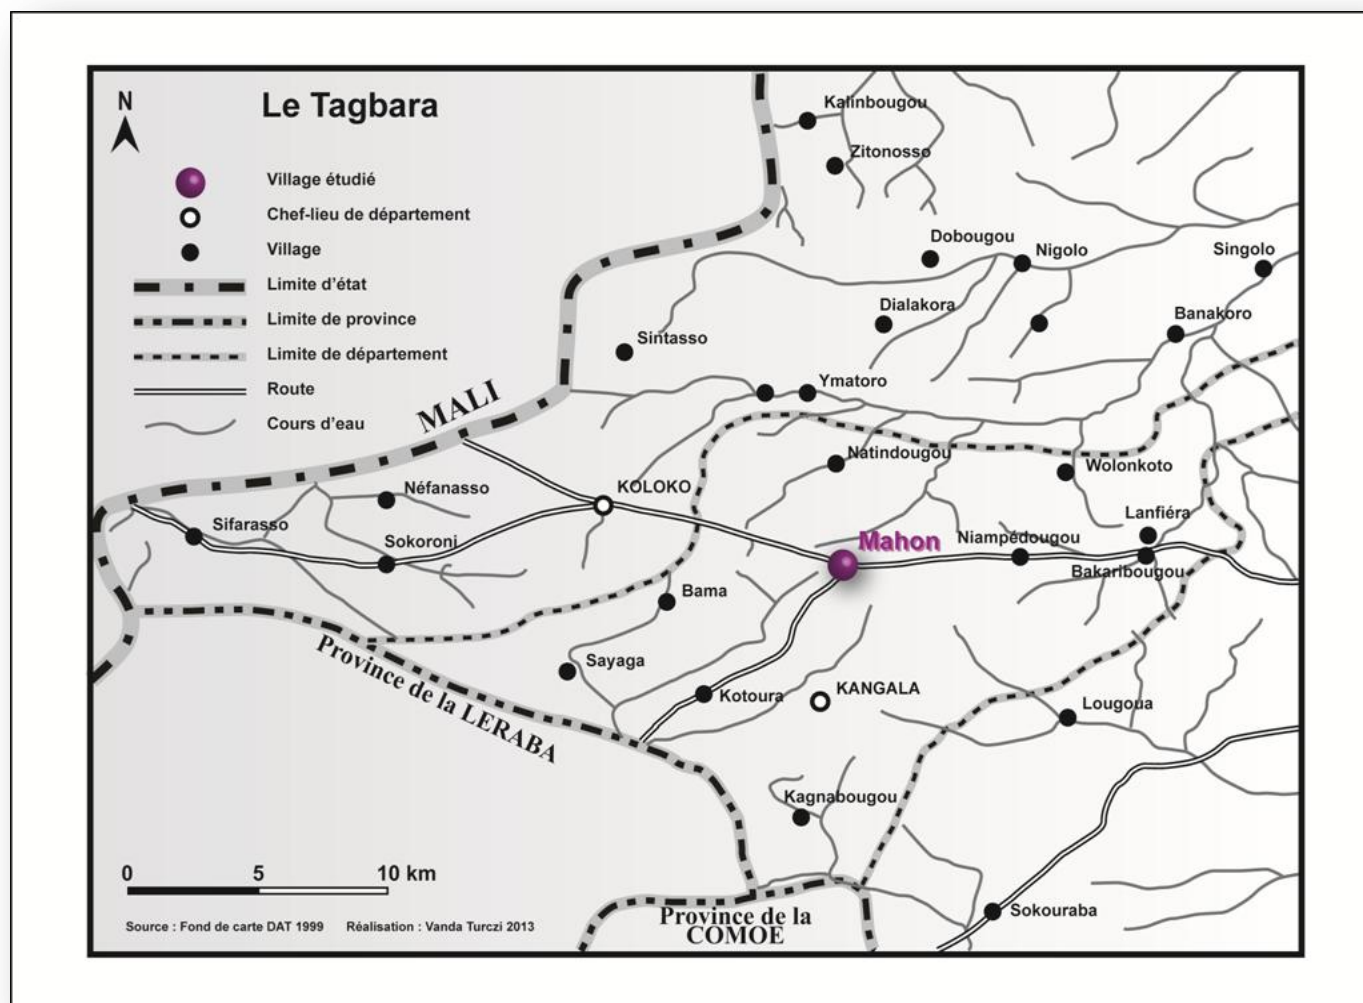 Le Tagbara
N
Village étudié
Chef-lieu de département
Village
Limite d'état
Limite de province
Limite de département
Route
Cours d'eau
Kalinbougou
Zitonosso
Dobougou
Nigolo
Singolo
Dialakora
Banakoro
Sintasso
Ymatoro
MALI
Natindougou
Wolonkoto
Néfanasso
KOLOKO
Sifarasso
Sokoroni
Lanfiéra
Mahon
Niampédougou
Bakaribougou
Bama
Province de la LERABA
Sayaga
Kotoura
KANGALA
Lougoua
Kagnabougou
0 5 10 km
Sokouraba
Province de la
COMOE
Source : Fond de carte DAT 1999 Réalisation : Vanda Turczi 2013